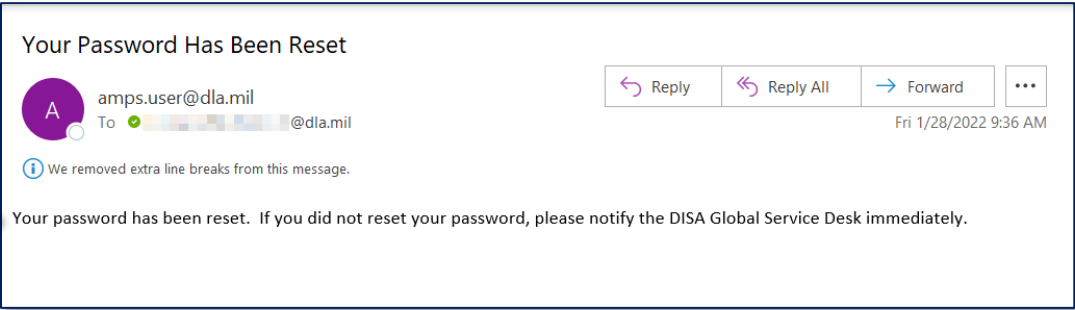 Your Password Has Been Reset
Reply
Reply All
Forward
A
amps.user@dla.mil
To @dla.mil
Fri 1/28/2022 9:36 AM
We removed extra line breaks from this message.
Your password has been reset.  If you did not reset your password, please notify the DISA Global Service Desk immediately.